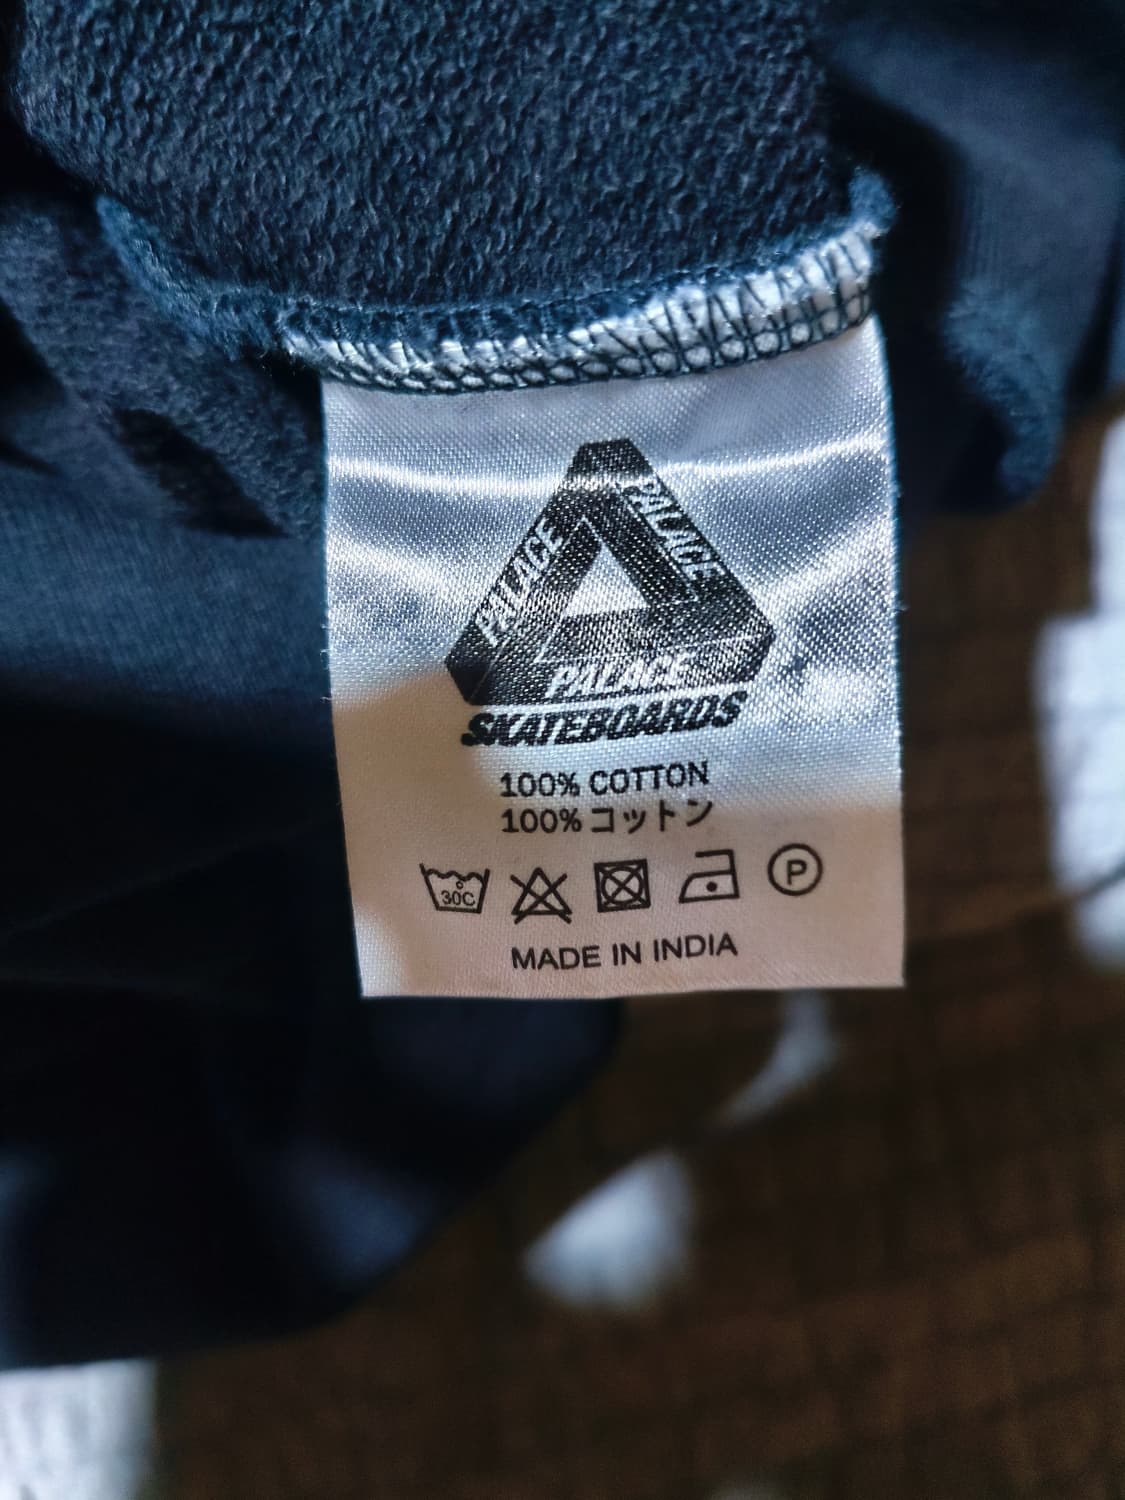 PALACE
PALACE
PALACE
SKATEBOARDS
100% COTTON
100% コットン
30C
P
MADE IN INDIA